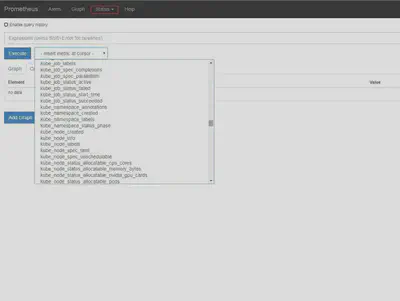 Prometheus Alerts Graph Status Help
Enable query history
Expression (press Shift+Enter for newlines)
Execute - insert metric at cursor -
kube_job_labels
kube_job_spec_completions
kube_job_spec_parallelism
kube_job_status_active
kube_job_status_failed
kube_job_status_start_time
kube_job_status_succeeded
kube_namespace_annotations
kube_namespace_created
kube_namespace_labels
kube_namespace_status_phase
kube_node_created
kube_node_info
kube_node_labels
kube_node_spec_taint
kube_node_spec_unschedulable
kube_node_status_allocatable_cpu_cores
kube_node_status_allocatable_memory_bytes
kube_node_status_allocatable_nvidia_gpu_cards
kube_node_status_allocatable_pods
Graph
Element Value
no data
Add Graph